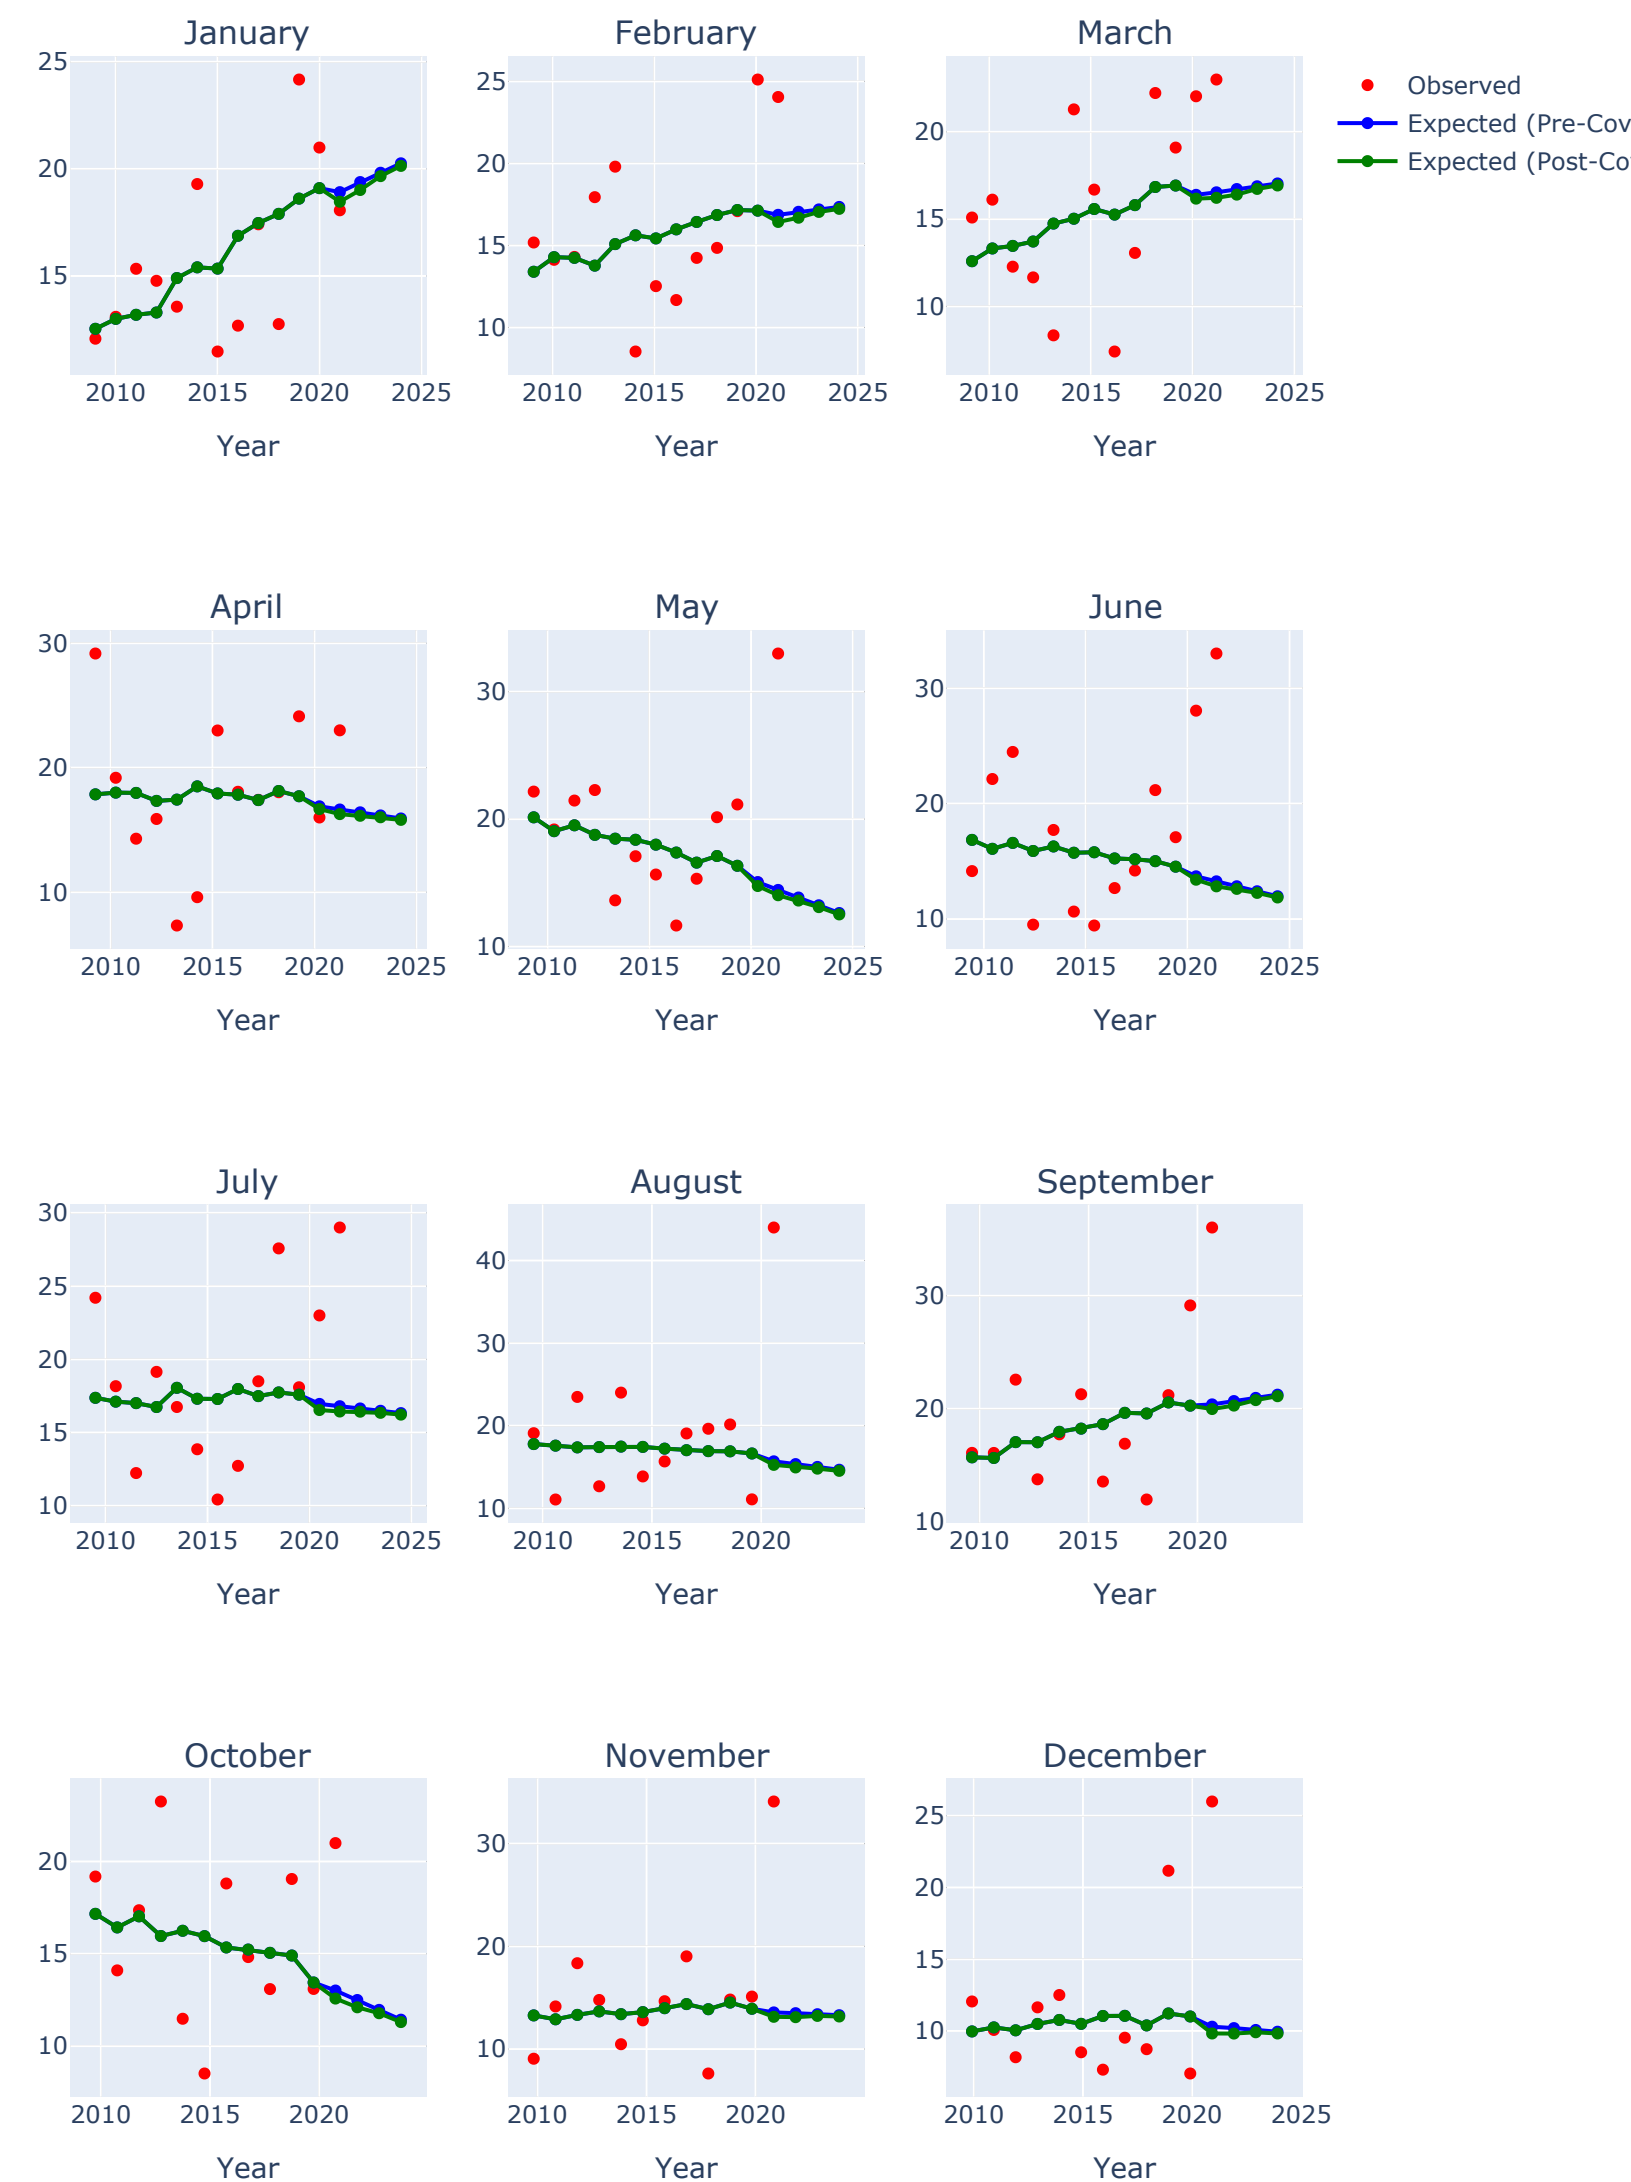 January February March
25
20
15
2010 2015 2020 2025
Year
25
20
15
10
2010 2015 2020 2025
Year
20
15
10
2010 2015 2020 2025
Year
Observed
Expected (Pre-Cov
Expected (Post-Co
April May June
30
20
10
2010 2015 2020 2025
Year
30
20
10
2010 2015 2020 2025
Year
30
20
10
2010 2015 2020 2025
Year
July August September
30
25
20
15
10
2010 2015 2020 2025
Year
40
30
20
10
2010 2015 2020
Year
30
20
10
2010 2015 2020
Year
October November December
20
15
10
2010 2015 2020
Year
30
20
10
2010 2015 2020
Year
25
20
15
10
2010 2015 2020 2025
Year